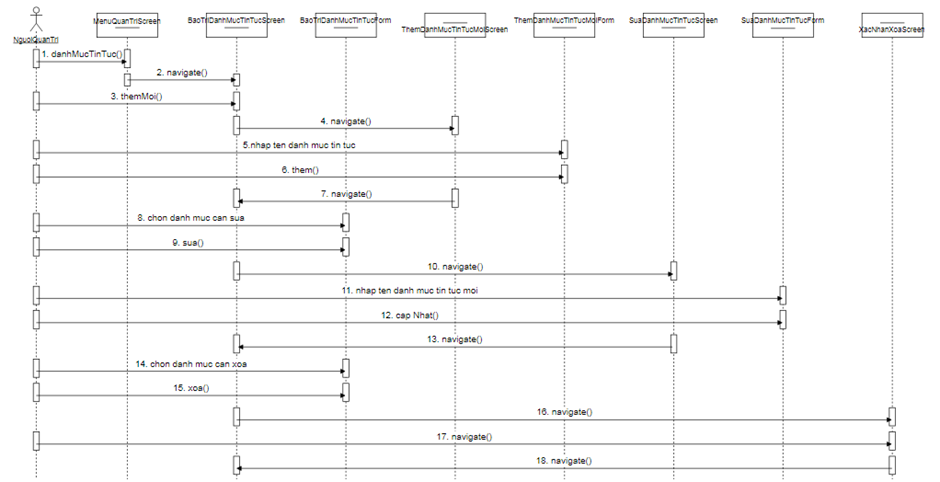 NguoiQuanTri
MenuQuanTriScreen
BaoTriDanhMucTinTucScreen
BaoTriDanhMucTinTucForm
ThemDanhMucTinTucMoiScreen
ThemDanhMucTinTucMoiForm
SuaDanhMucTinTucScreen
SuaDanhMucTinTucForm
XacNhanXoaScreen
1. danhMucTinTuc()
2. navigate()
3. themMoi()
4. navigate()
5.nhap ten danh muc tin tuc
6. them()
7. navigate()
8. chon danh muc can sua
9. sua()
10. navigate()
11. nhap ten danh muc tin tuc moi
12. cap Nhat()
13. navigate()
14. chon danh muc can xoa
15. xoa()
16. navigate()
17. navigate()
18. navigate()